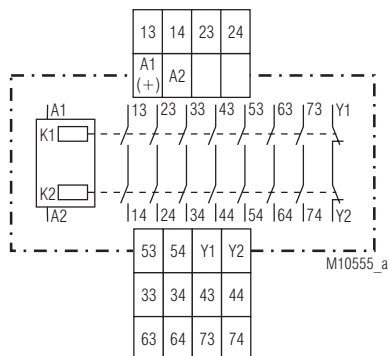 13 14 23 24
A1 (+) A2
A1 13 23 33 43 53 63 73 Y1
K1
K2
A2 14 24 34 44 54 64 74 Y2
53 54 Y1 Y2
M10555_a
33 34 43 44
63 64 73 74